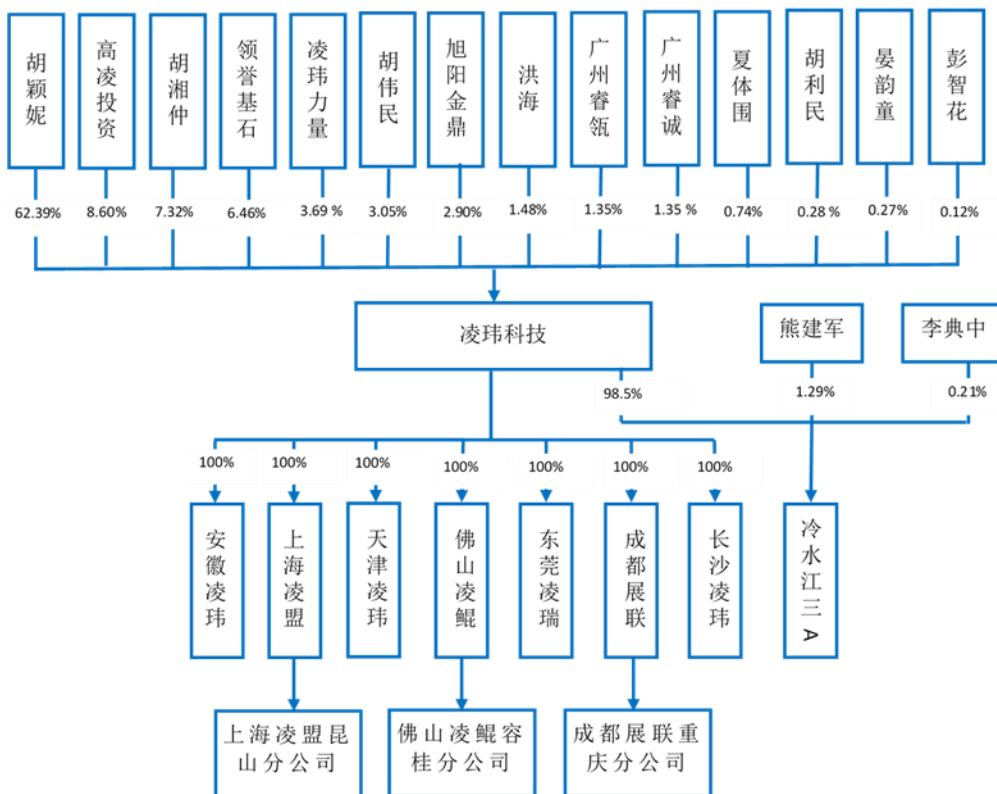 胡颖妮
高凌投资
胡湘仲
领誉基石
凌玮力量
胡伟民
旭阳金鼎
洪海
广州睿瓴
广州睿诚
夏体围
胡利民
晏韵童
彭智花
62.39%
8.60%
7.32%
6.46%
3.69 %
3.05%
2.90%
1.48%
1.35%
1.35 %
0.74%
0.28 %
0.27%
0.12%
凌玮科技
熊建军
李典中
98.5%
1.29%
0.21%
100%
100%
100%
100%
100%
100%
100%
安徽凌玮
上海凌盟
天津凌玮
佛山凌鲲
东莞凌瑞
成都展联
长沙凌玮
冷水江三A
上海凌盟昆
山分公司
佛山凌鲲容
桂分公司
成都展联重
庆分公司